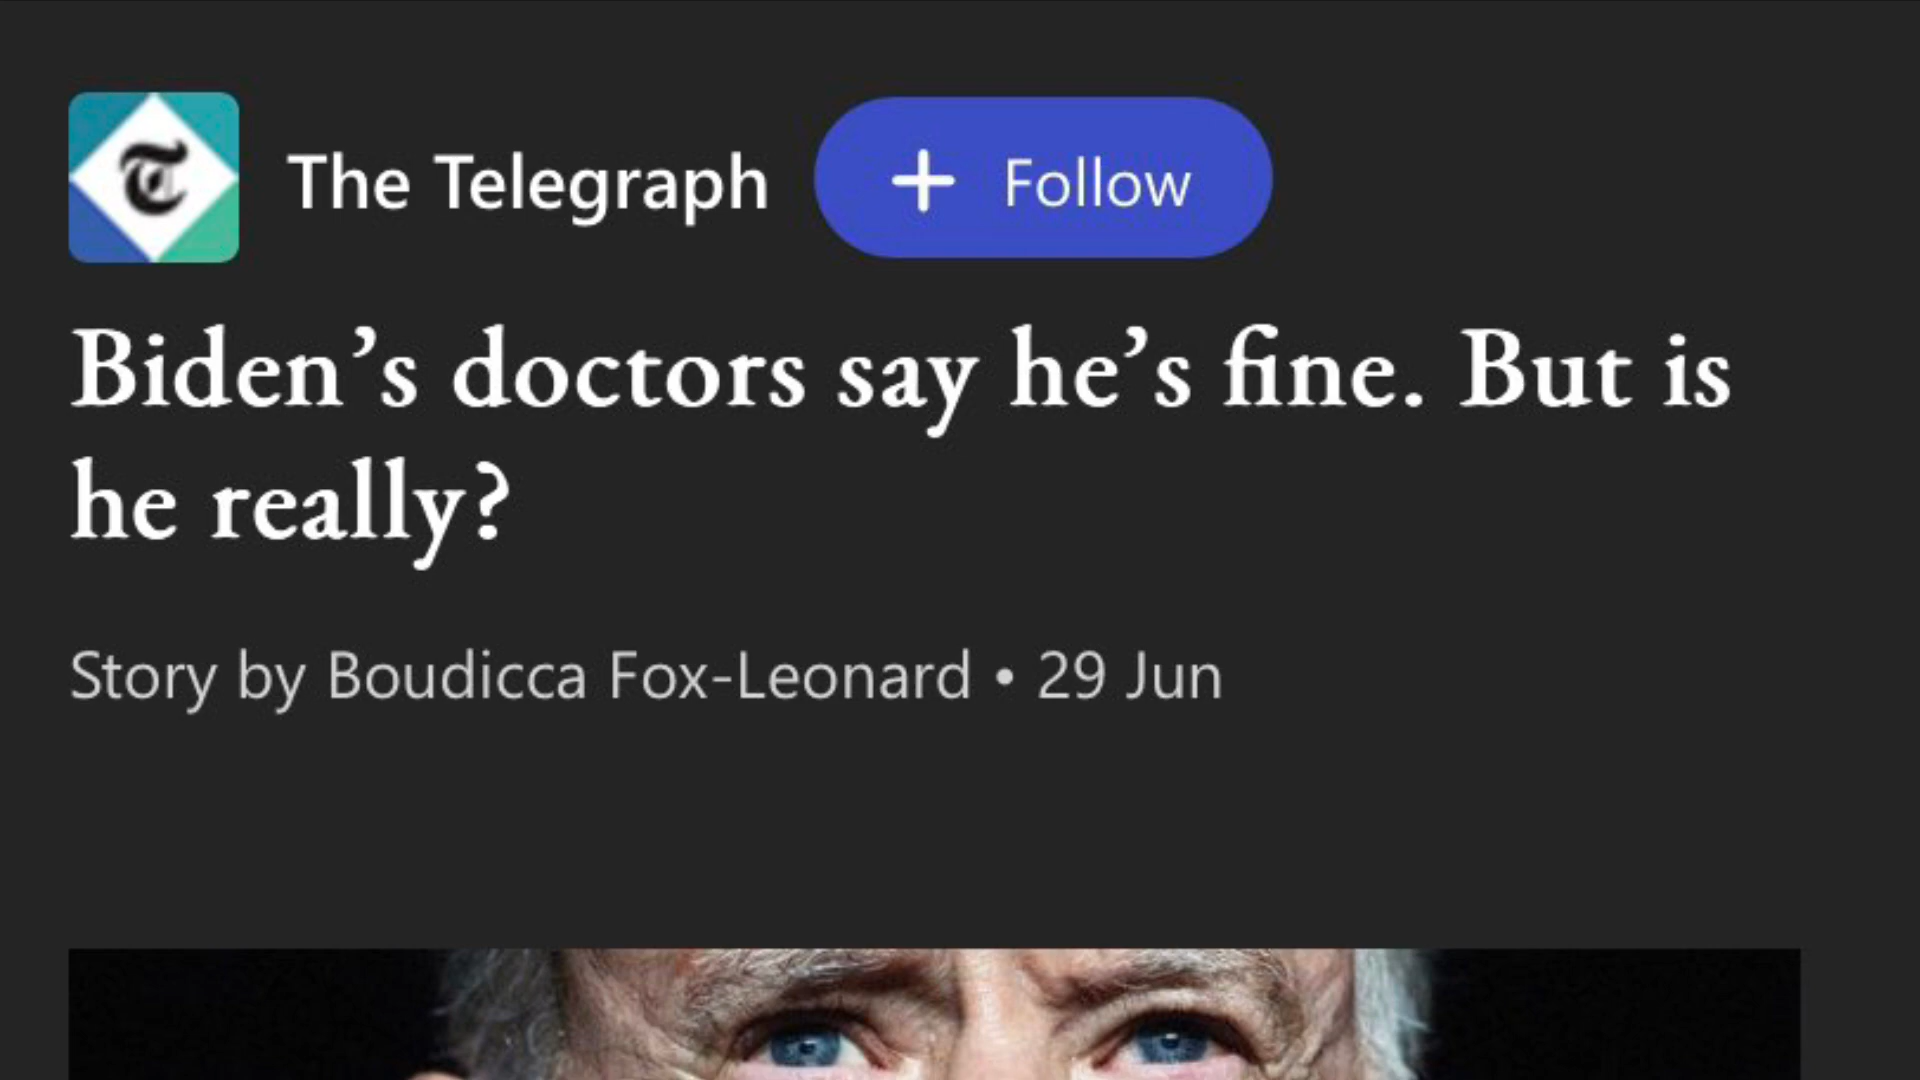 The Telegraph
+ Follow
Biden’s doctors say he’s fine. But is
he really?
Story by Boudicca Fox-Leonard • 29 Jun